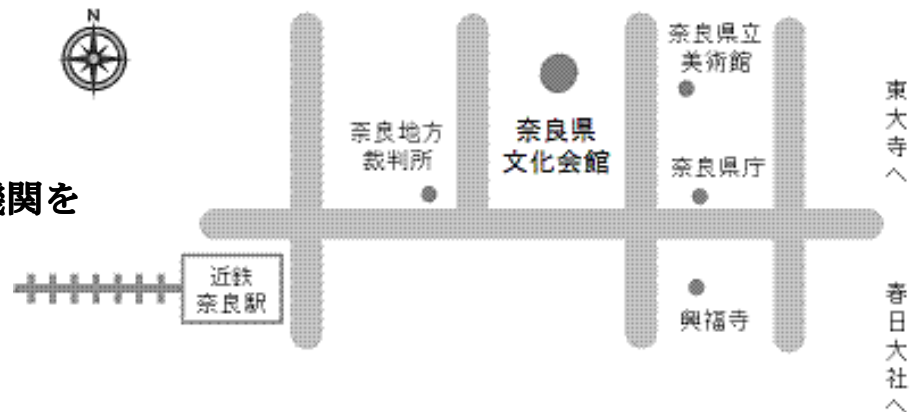 N
奈良県立
美術館
奈良地方
裁判所
奈良県
文化会館
奈良県庁
東大寺へ
関を
近鉄
奈良駅
興福寺
春日大社へ